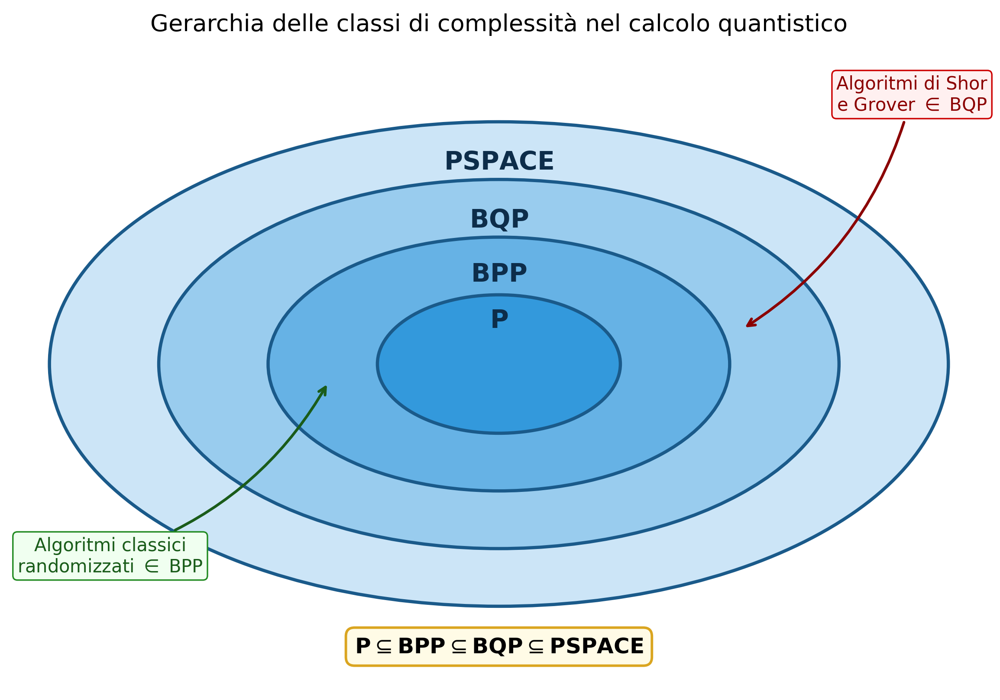 Gerarchia delle classi di complessità nel calcolo quantistico
Algoritmi di Shor
e Grover ∈ BQP
PSPACE
BQP
BPP
P
Algoritmi classici
randomizzati ∈ BPP
P ⊆ BPP ⊆ BQP ⊆ PSPACE